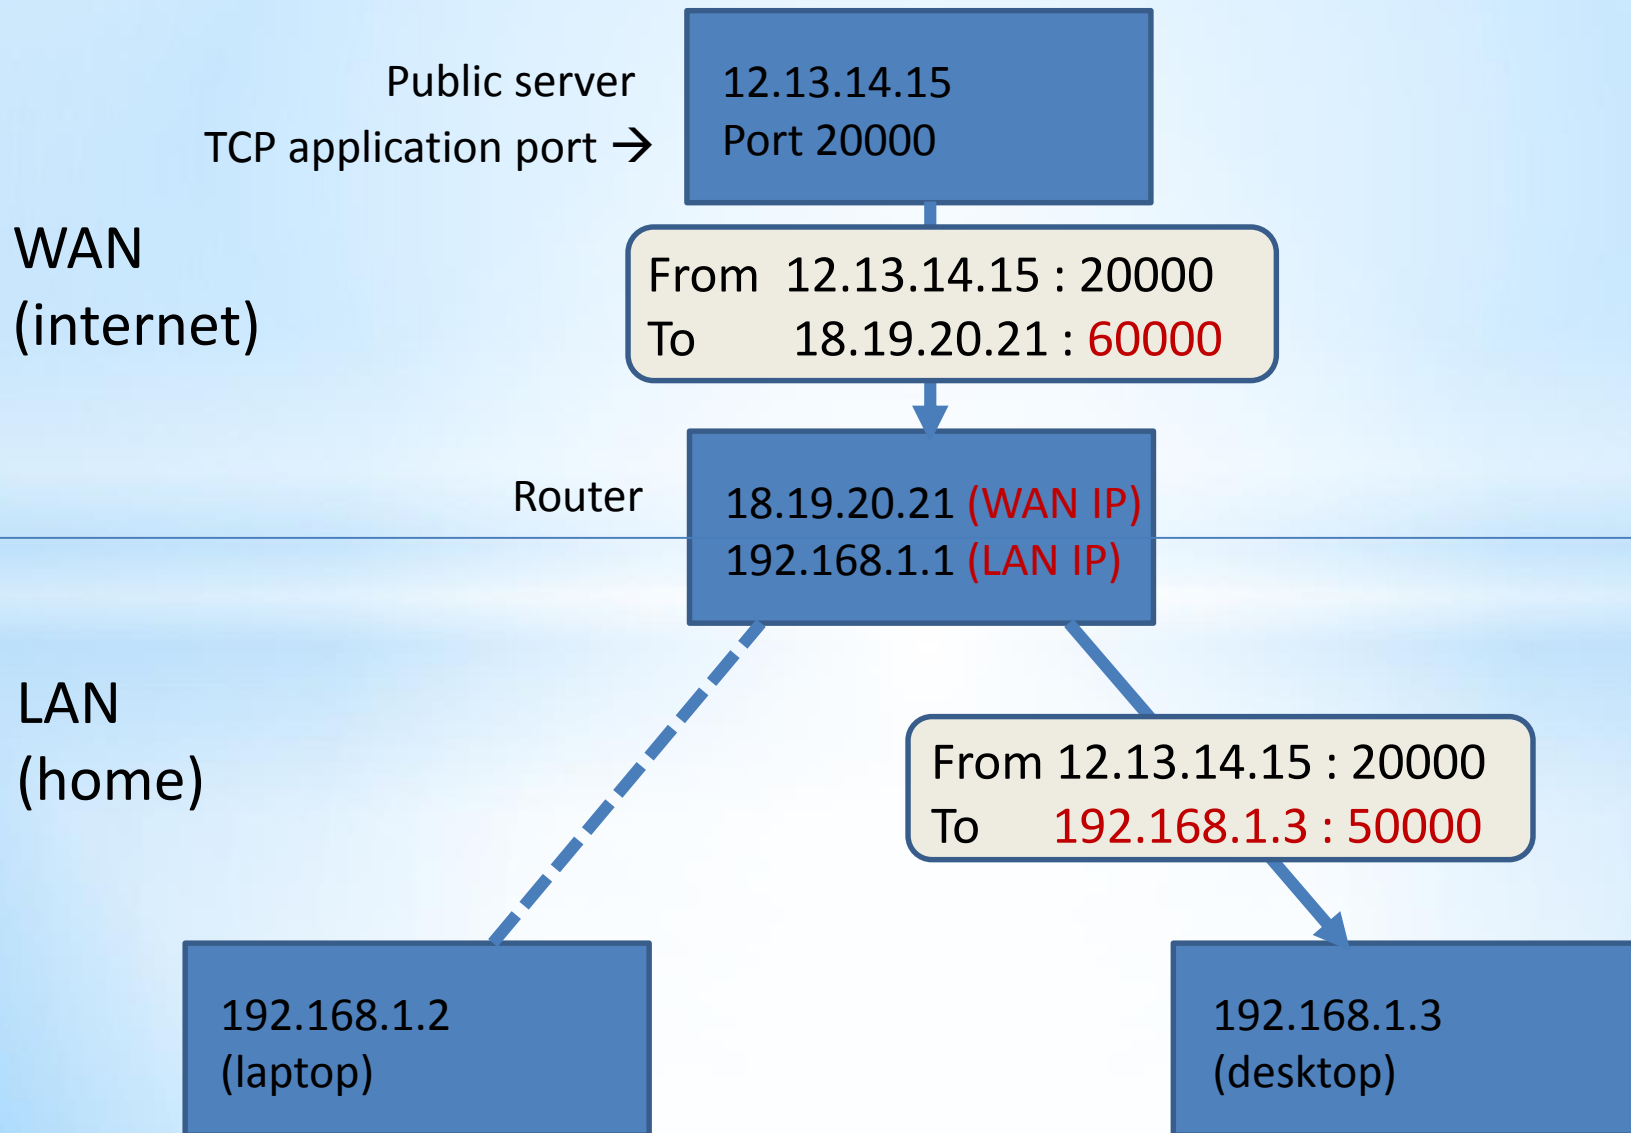 Public server
TCP application port →
12.13.14.15
Port 20000
WAN
(internet)
From 12.13.14.15 : 20000
To 18.19.20.21 : 60000
Router
18.19.20.21 (WAN IP)
192.168.1.1 (LAN IP)
LAN
(home)
From 12.13.14.15 : 20000
To 192.168.1.3 : 50000
192.168.1.2
(laptop)
192.168.1.3
(desktop)